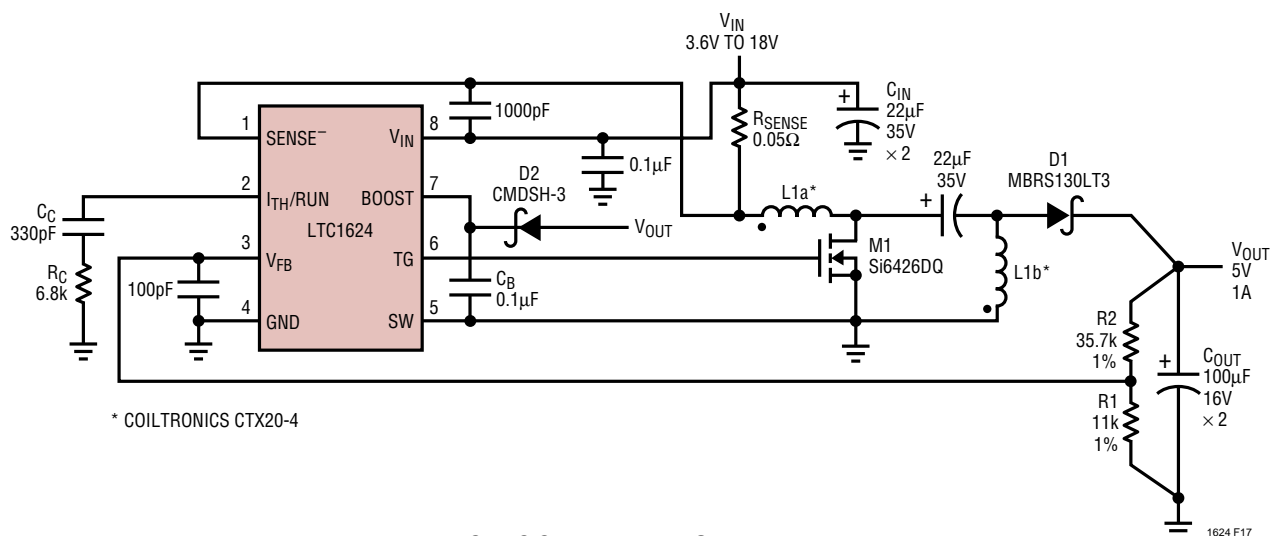 V_IN
3.6V TO 18V
1000pF
R_SENSE
0.05Ω
+
C_IN
22µF
35V
× 2
1
SENSE⁻
V_IN
8
0.1µF
2
I_TH/RUN
BOOST
7
D2
CMDSH-3
V_OUT
LTC1624
C_C
330pF
R_C
6.8k
3
V_FB
TG
6
100pF
C_B
0.1µF
4
GND
SW
5
L1a*
M1
Si6426DQ
22µF
35V
+
D1
MBRS130LT3
L1b*
V_OUT
5V
1A
R2
35.7k
1%
+
C_OUT
100µF
16V
× 2
R1
11k
1%
* COILTRONICS CTX20-4
1624 F17